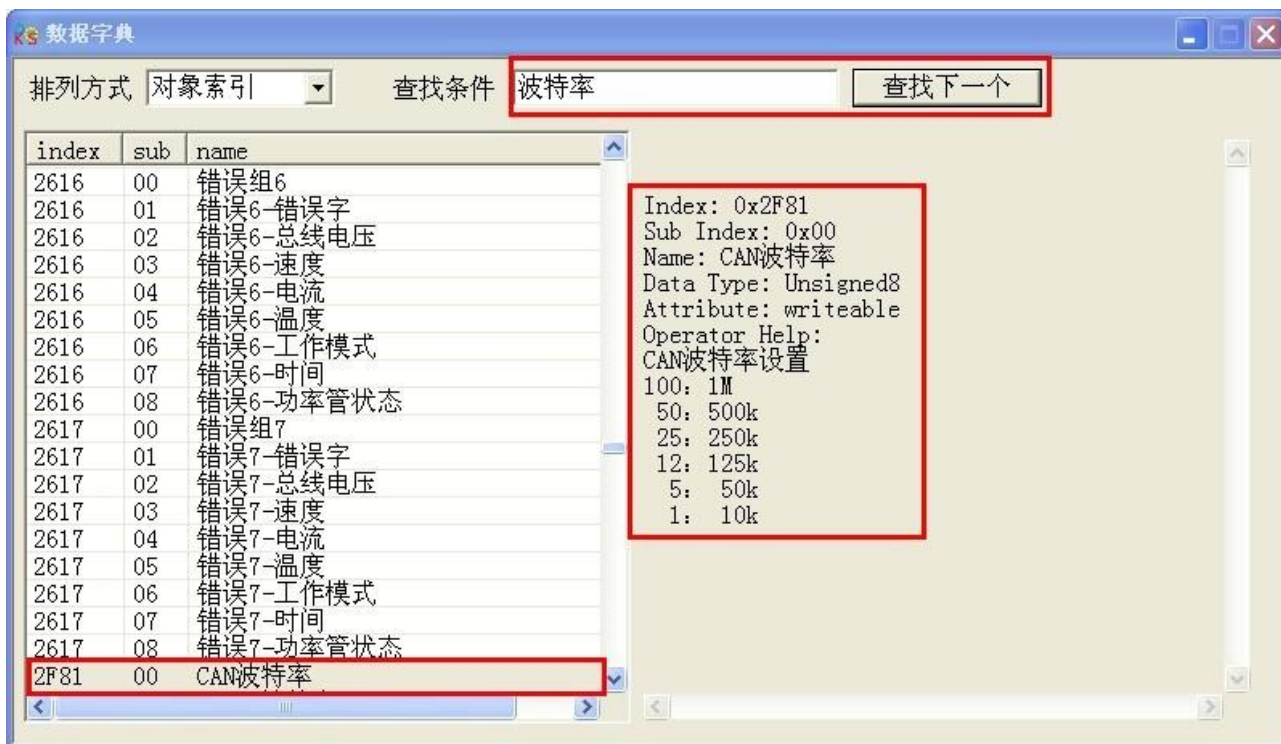 数据字典
排列方式 对象索引 查找条件 波特率 查找下一个
index sub name
2616 00 错误组6
2616 01 错误6-错误字
2616 02 错误6-总线电压
2616 03 错误6-速度
2616 04 错误6-电流
2616 05 错误6-温度
2616 06 错误6-工作模式
2616 07 错误6-时间
2616 08 错误6-功率管状态
2617 00 错误组7
2617 01 错误7-错误字
2617 02 错误7-总线电压
2617 03 错误7-速度
2617 04 错误7-电流
2617 05 错误7-温度
2617 06 错误7-工作模式
2617 07 错误7-时间
2617 08 错误7-功率管状态
2F81 00 CAN波特率
Index: 0x2F81
Sub Index: 0x00
Name: CAN波特率
Data Type: Unsigned8
Attribute: writeable
Operator Help:
CAN波特率设置
100: 1M
50: 500k
25: 250k
12: 125k
5: 50k
1: 10k